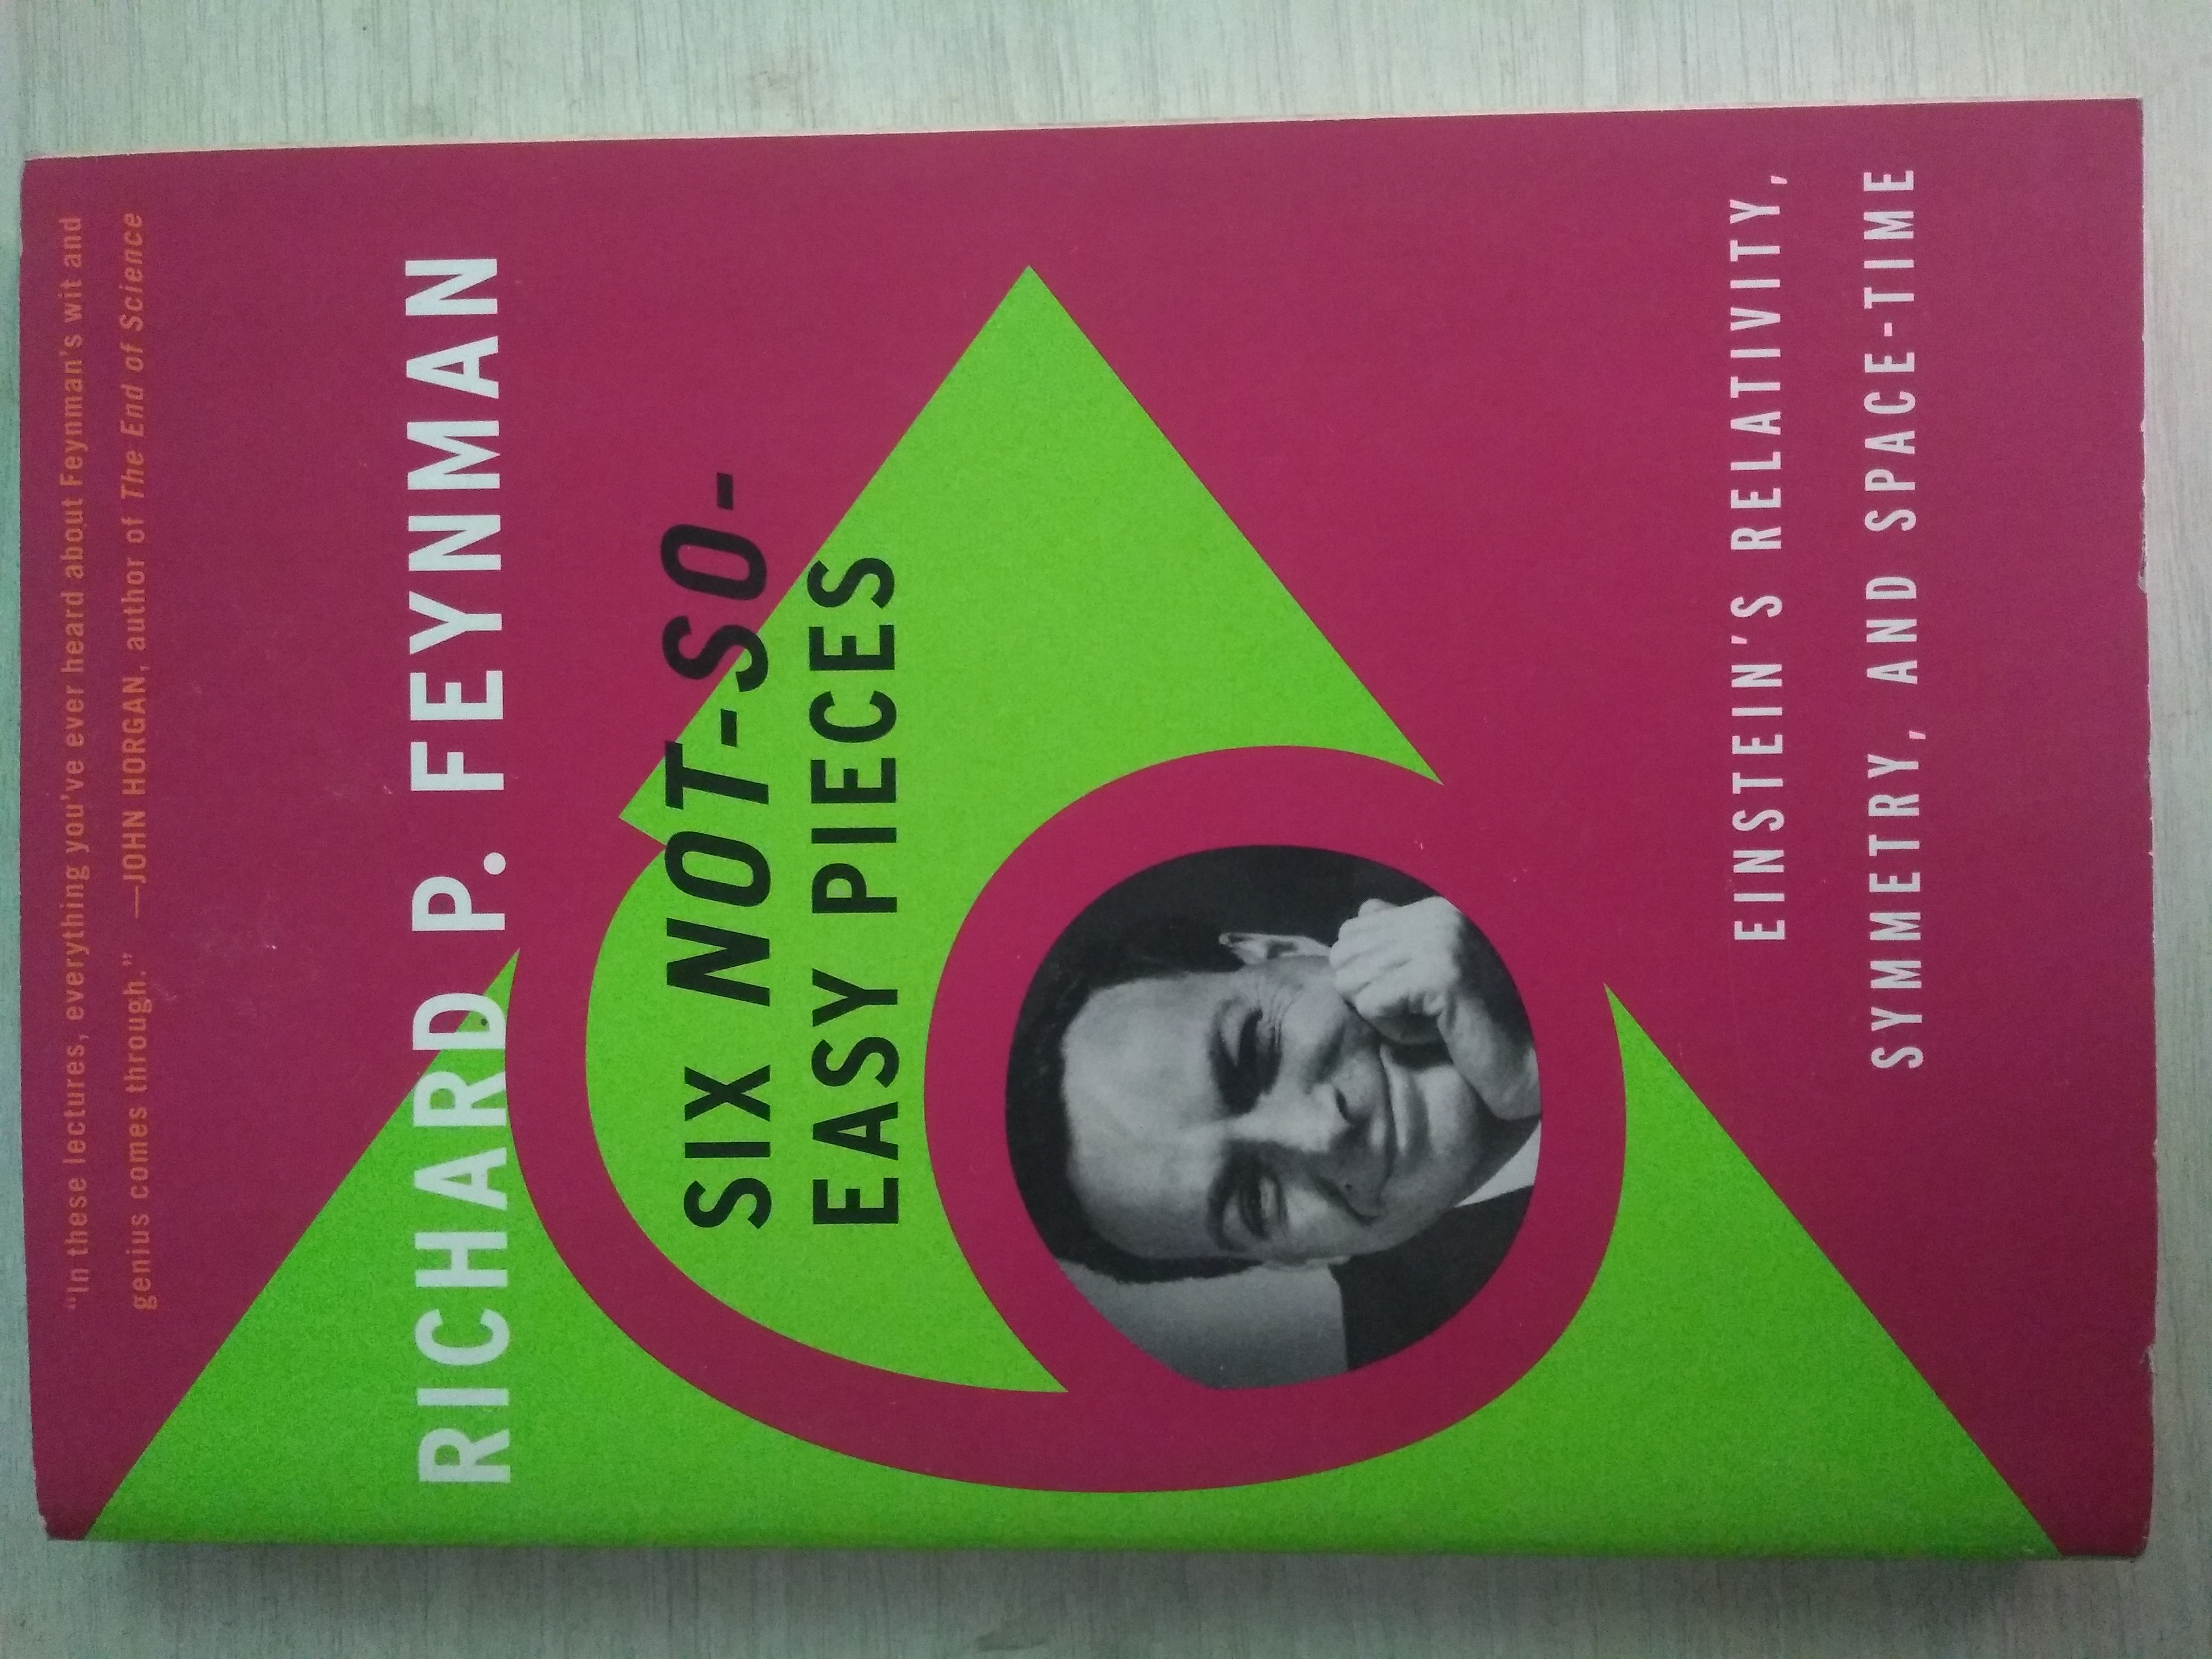 “In these lectures, everything you’ve ever heard about Feynman’s wit and
genius comes through.” —JOHN HORGAN, author of The End of Science
RICHARD P. FEYNMAN
SIX NOT-SO-
EASY PIECES
EINSTEIN’S RELATIVITY,
SYMMETRY, AND SPACE-TIME